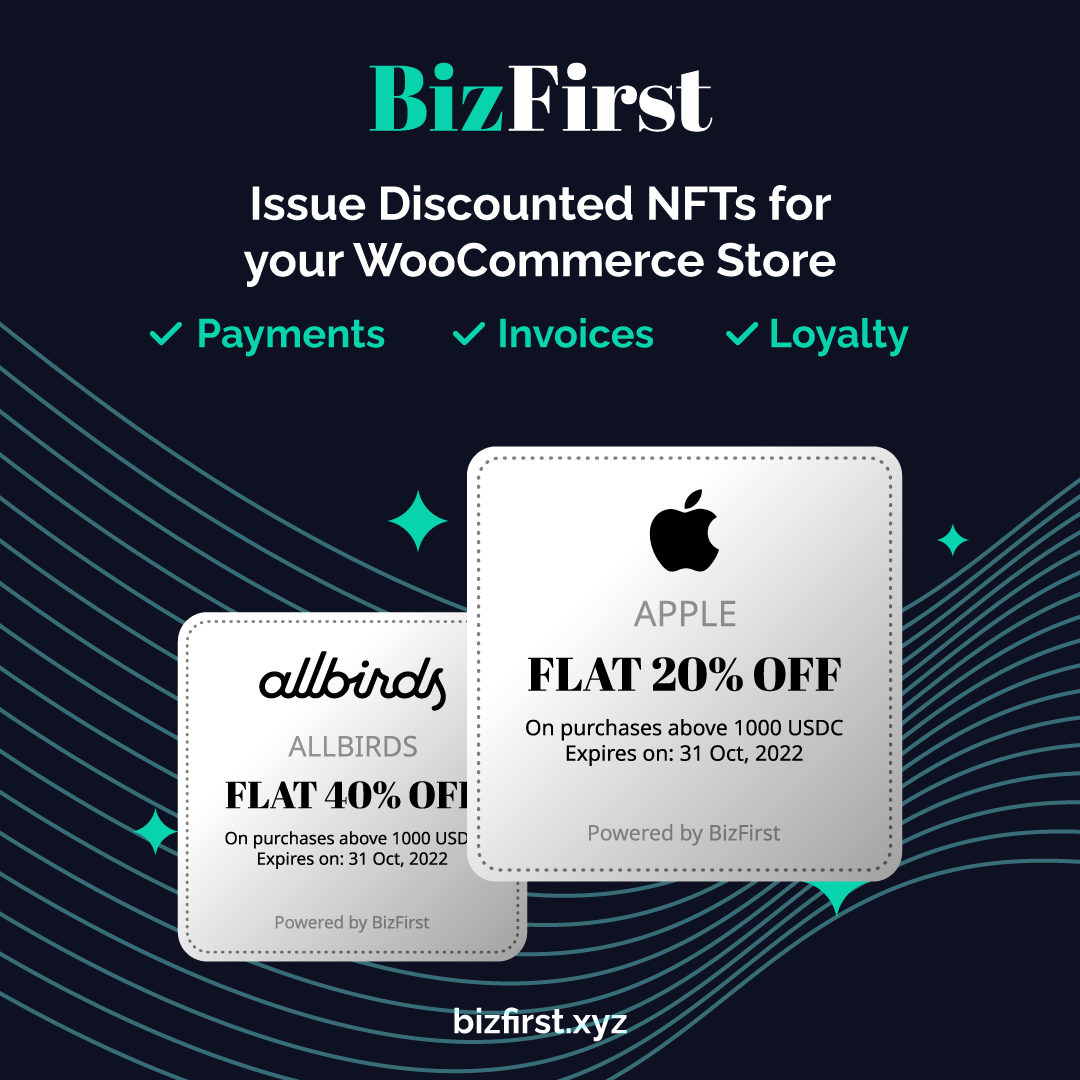 BizFirst
Issue Discounted NFTs for
your WooCommerce Store
Payments Invoices Loyalty
APPLE
FLAT 20% OFF
On purchases above 1000 USDC
Expires on: 31 Oct, 2022
Powered by BizFirst
allbirds
ALLBIRDS
FLAT 40% OFF
On purchases above 1000 USD
Expires on: 31 Oct, 2022
Powered by BizFirst
bizfirst.xyz